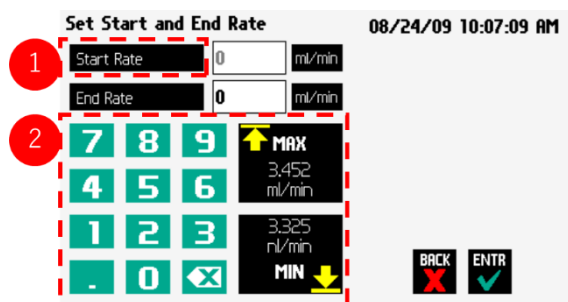 Set Start and End Rate 08/24/09 10:07:09 AM
1 Start Rate 0 ml/min
End Rate 0 ml/min
2 7 8 9 MAX
3.452
4 5 6 ml/min
1 2 3 3.325
nl/min
. 0 MIN
BACK ENTR